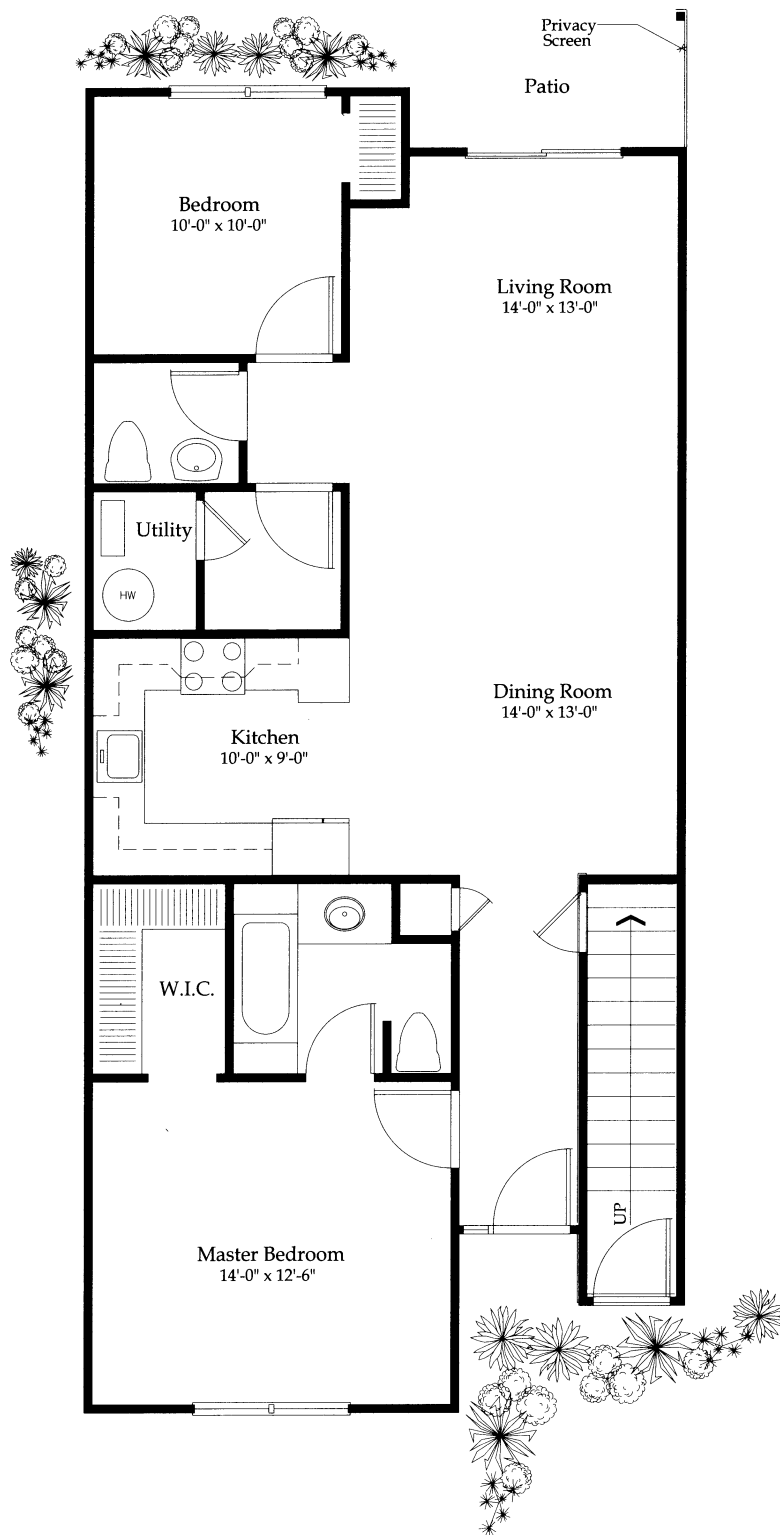 Privacy
Screen
Patio
Bedroom
10'-0" x 10'-0"
Living Room
14'-0" x 13'-0"
Utility
HW
Dining Room
14'-0" x 13'-0"
Kitchen
10'-0" x 9'-0"
W.I.C.
UP
Master Bedroom
14'-0" x 12'-6"